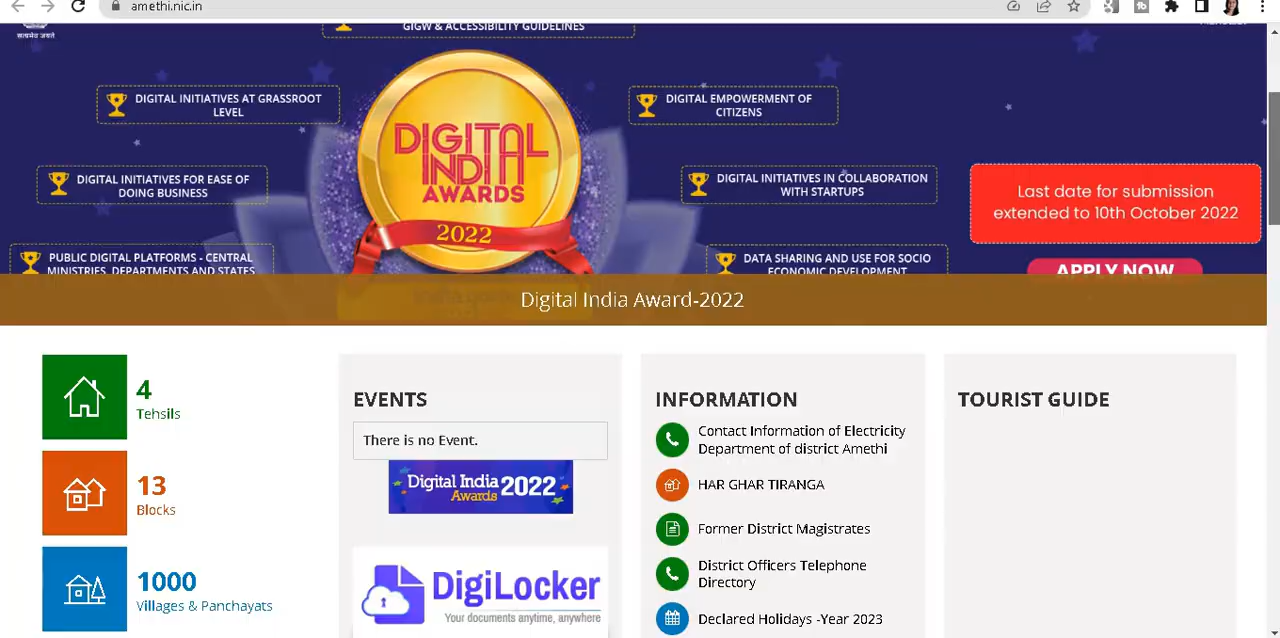 amethi.nic.in
सत्यमेव जयते
GIGW & ACCESSIBILITY GUIDELINES
DIGITAL INITIATIVES AT GRASSROOT
LEVEL
DIGITAL EMPOWERMENT OF
CITIZENS
DIGITAL
INDIA
AWARDS
2022
DIGITAL INITIATIVES FOR EASE OF
DOING BUSINESS
DIGITAL INITIATIVES IN COLLABORATION
WITH STARTUPS
Last date for submission
extended to 10th October 2022
PUBLIC DIGITAL PLATFORMS - CENTRAL
MINISTRIES, DEPARTMENTS AND STATES
DATA SHARING AND USE FOR SOCIO
ECONOMIC DEVELOPMENT
APPLY NOW
Digital India Award-2022
4
Tehsils
13
Blocks
1000
Villages & Panchayats
EVENTS
There is no Event.
Digital India
Awards 2022
DigiLocker
Your documents anytime, anywhere
INFORMATION
Contact Information of Electricity
Department of district Amethi
HAR GHAR TIRANGA
Former District Magistrates
District Officers Telephone
Directory
Declared Holidays -Year 2023
TOURIST GUIDE